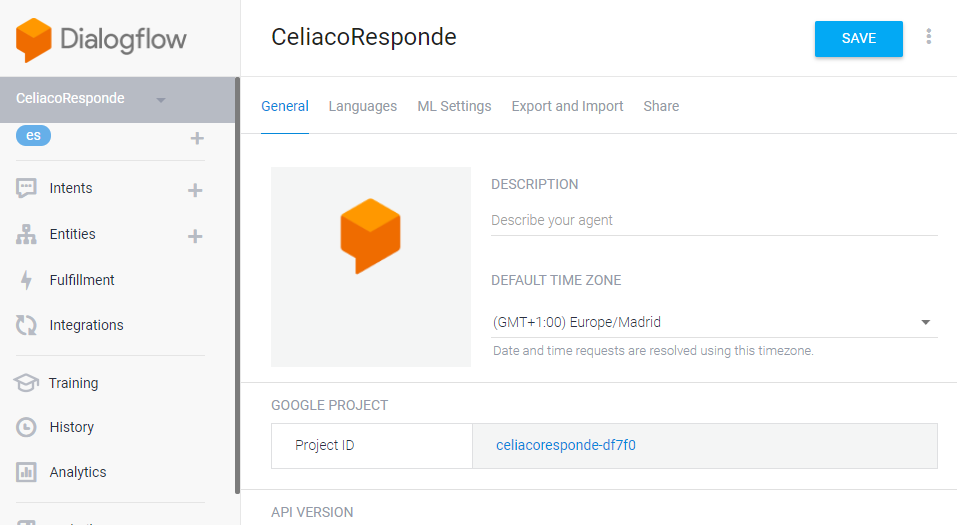 Dialogflow
CeliacoResponde
es
Intents
Entities
Fulfillment
Integrations
Training
History
Analytics
CeliacoResponde
SAVE
General Languages ML Settings Export and Import Share
DESCRIPTION
Describe your agent
DEFAULT TIME ZONE
(GMT+1:00) Europe/Madrid
Date and time requests are resolved using this timezone.
GOOGLE PROJECT
Project ID celiacoresponde-df7f0
API VERSION